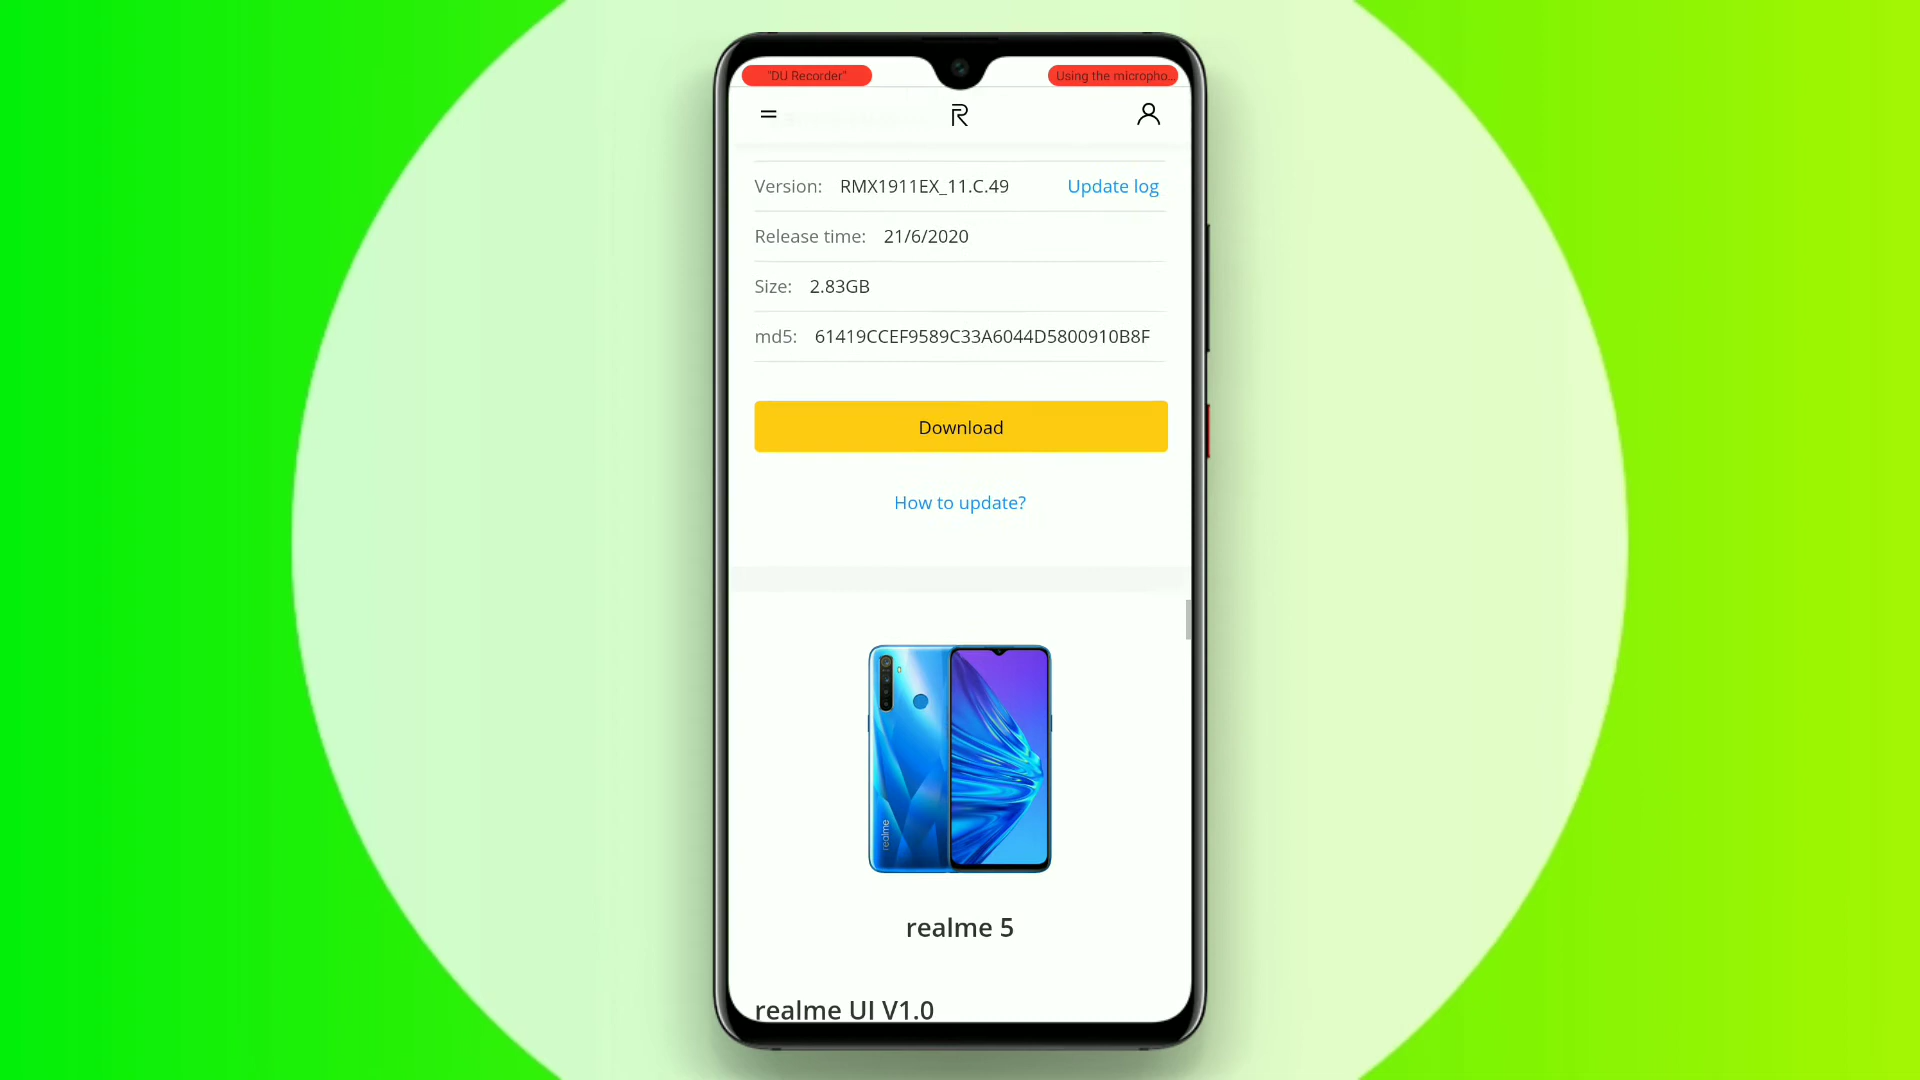 "DU Recorder"
Using the micropho...
Version: RMX1911EX_11.C.49 Update log
Release time: 21/6/2020
Size: 2.83GB
md5: 61419CCEF9589C33A6044D5800910B8F
Download
How to update?
realme
realme 5
realme UI V1.0